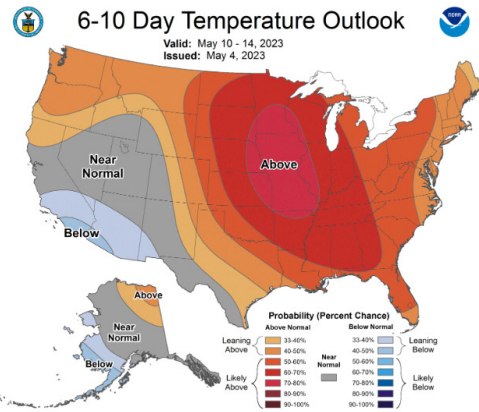 6-10 Day Temperature Outlook
Valid: May 10 - 14, 2023
Issued: May 4, 2023
NOAA
Near
Normal
Above
Below
Above
Near
Normal
Below
Probability (Percent Chance)
Above Normal
Below Normal
Leaning
Above
33-40%
40-50%
Likely
Above
50-60%
60-70%
70-80%
80-90%
90-100%
Near
Normal
33-40%
40-50%
Leaning
Below
50-60%
60-70%
70-80%
80-90%
90-100%
Likely
Below